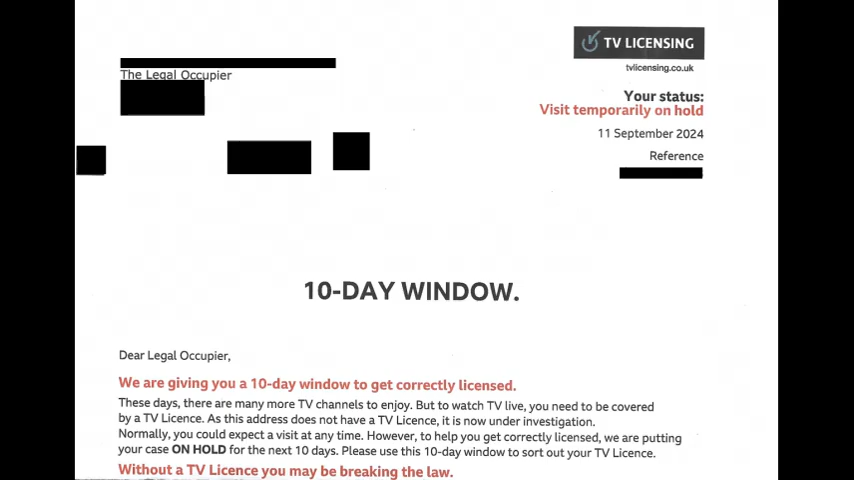 TV LICENSING
tvlicensing.co.uk
The Legal Occupier
Your status:
Visit temporarily on hold
11 September 2024
Reference
10-DAY WINDOW.
Dear Legal Occupier,
We are giving you a 10-day window to get correctly licensed.
These days, there are many more TV channels to enjoy. But to watch TV live, you need to be covered
by a TV Licence. As this address does not have a TV Licence, it is now under investigation.
Normally, you could expect a visit at any time. However, to help you get correctly licensed, we are putting
your case ON HOLD for the next 10 days. Please use this 10-day window to sort out your TV Licence.
Without a TV Licence you may be breaking the law.